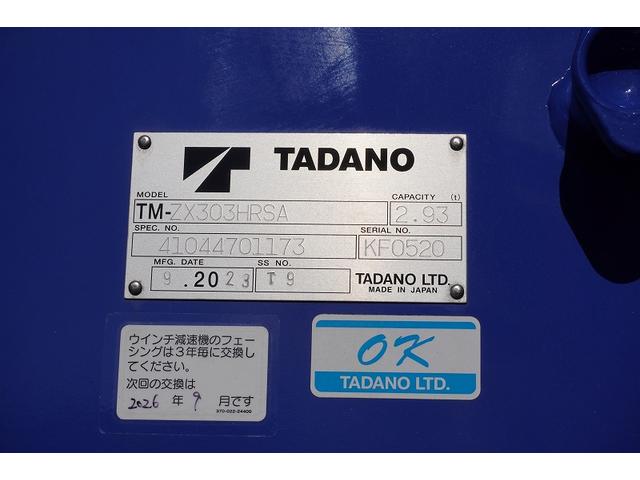 TADANO
MODEL
CAPACITY (t)
TM-ZX303HRSA
2.93
SPEC. NO.
SERIAL NO.
41044701173
KF0520
MFG. DATE
SS NO.
9.2023
T9
TADANO LTD.
MADE IN JAPAN
ウインチ減速機のフェー
シングは3年毎に交換し
てください。
次回の交換は
2026 年 9 月です
370-022-24400
OK
TADANO LTD.